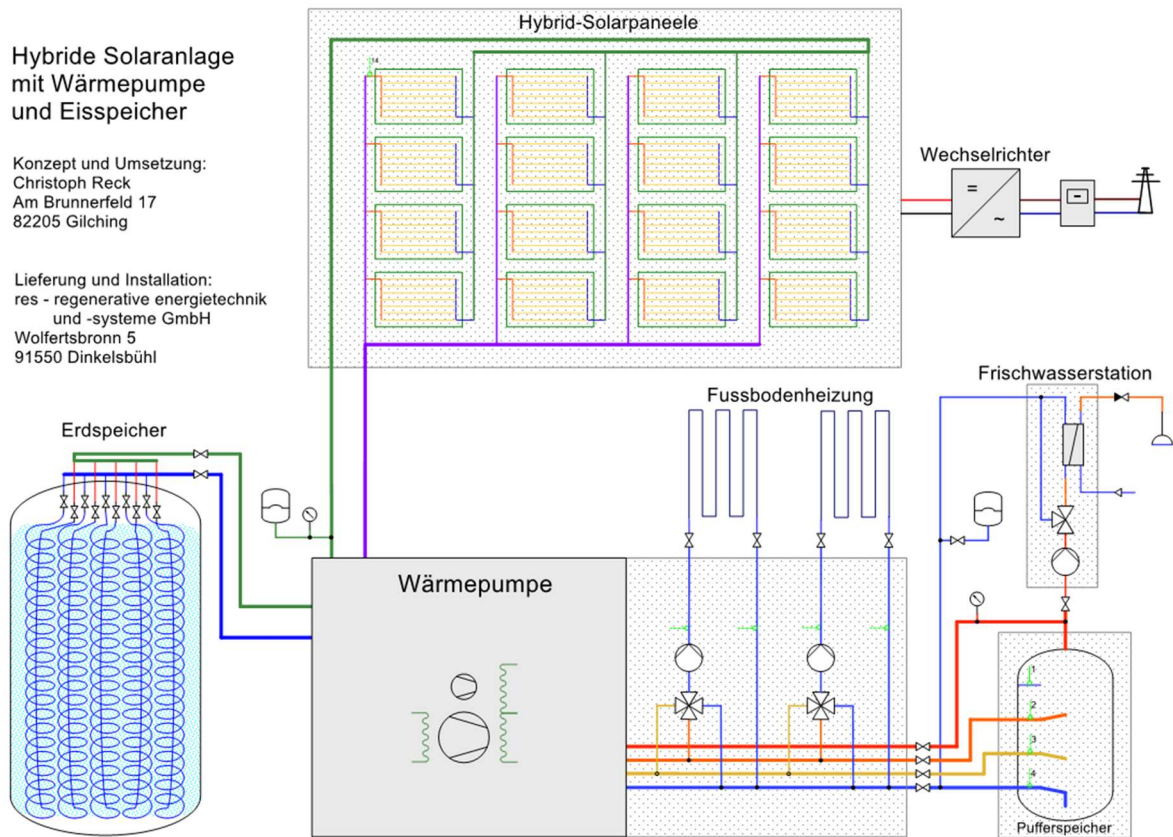 Hybride Solaranlage
mit Wärmepumpe
und Eisspeicher
Konzept und Umsetzung:
Christoph Reck
Am Brunnerfeld 17
82205 Gilching
Lieferung und Installation:
res - regenerative energietechnik
und -systeme GmbH
Wolfertsbronn 5
91550 Dinkelsbühl
Hybrid-Solarpaneele
14
Wechselrichter
=
~
-
Erdspeicher
Fussbodenheizung
Frischwasserstation
Wärmepumpe
1
2
3
4
Pufferspeicher